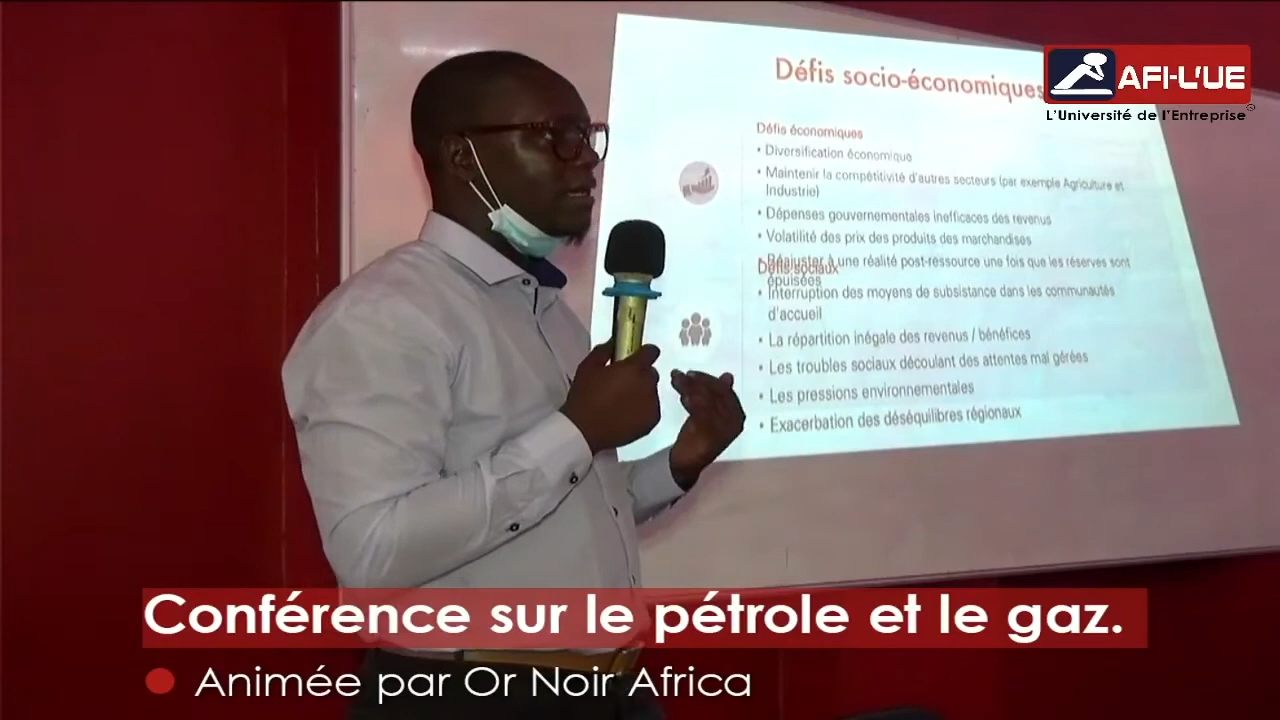 Défis socio-économiques
AFI-L'UE
L'Université de l'Entreprise
Défis économiques
• Diversification économique
• Maintenir la compétitivité d'autres secteurs (par exemple Agriculture et
Industrie)
• Dépenses gouvernementales inefficaces des revenus
• Volatilité des prix des produits des marchandises
• Réajuster à une réalité post-ressource une fois que les réserves sont
épuisées
Défis sociaux
• Interruption des moyens de subsistance dans les communautés
d'accueil
• La répartition inégale des revenus / bénéfices
• Les troubles sociaux découlant des attentes mal gérées
• Les pressions environnementales
• Exacerbation des déséquilibres régionaux
Conférence sur le pétrole et le gaz.
Animée par Or Noir Africa